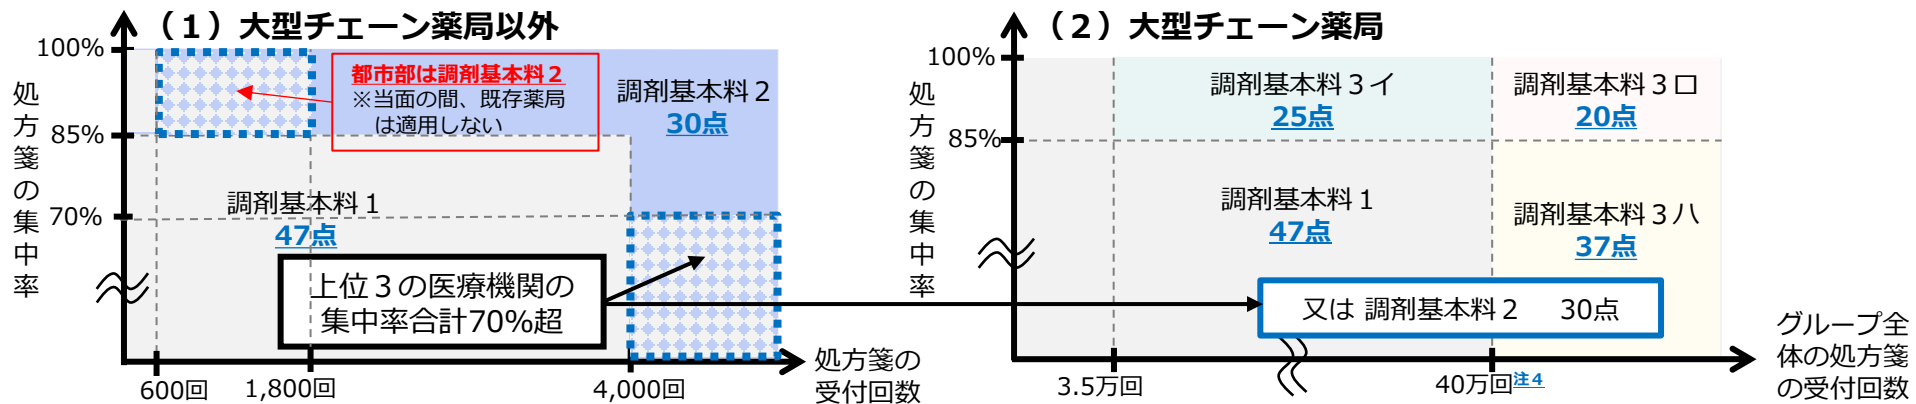 （１）大型チェーン薬局以外
100%
85%
70%
処方箋の集中率
都市部は調剤基本料２
※当面の間、既存薬局
は適用しない
調剤基本料２
30点
調剤基本料１
47点
上位３の医療機関の
集中率合計70%超
600回
1,800回
4,000回
処方箋の
受付回数
（２）大型チェーン薬局
100%
85%
処方箋の集中率
調剤基本料３イ
25点
調剤基本料３ロ
20点
調剤基本料１
47点
調剤基本料３ハ
37点
又は 調剤基本料２　30点
3.5万回
40万回注４
グループ全
体の処方箋
の受付回数